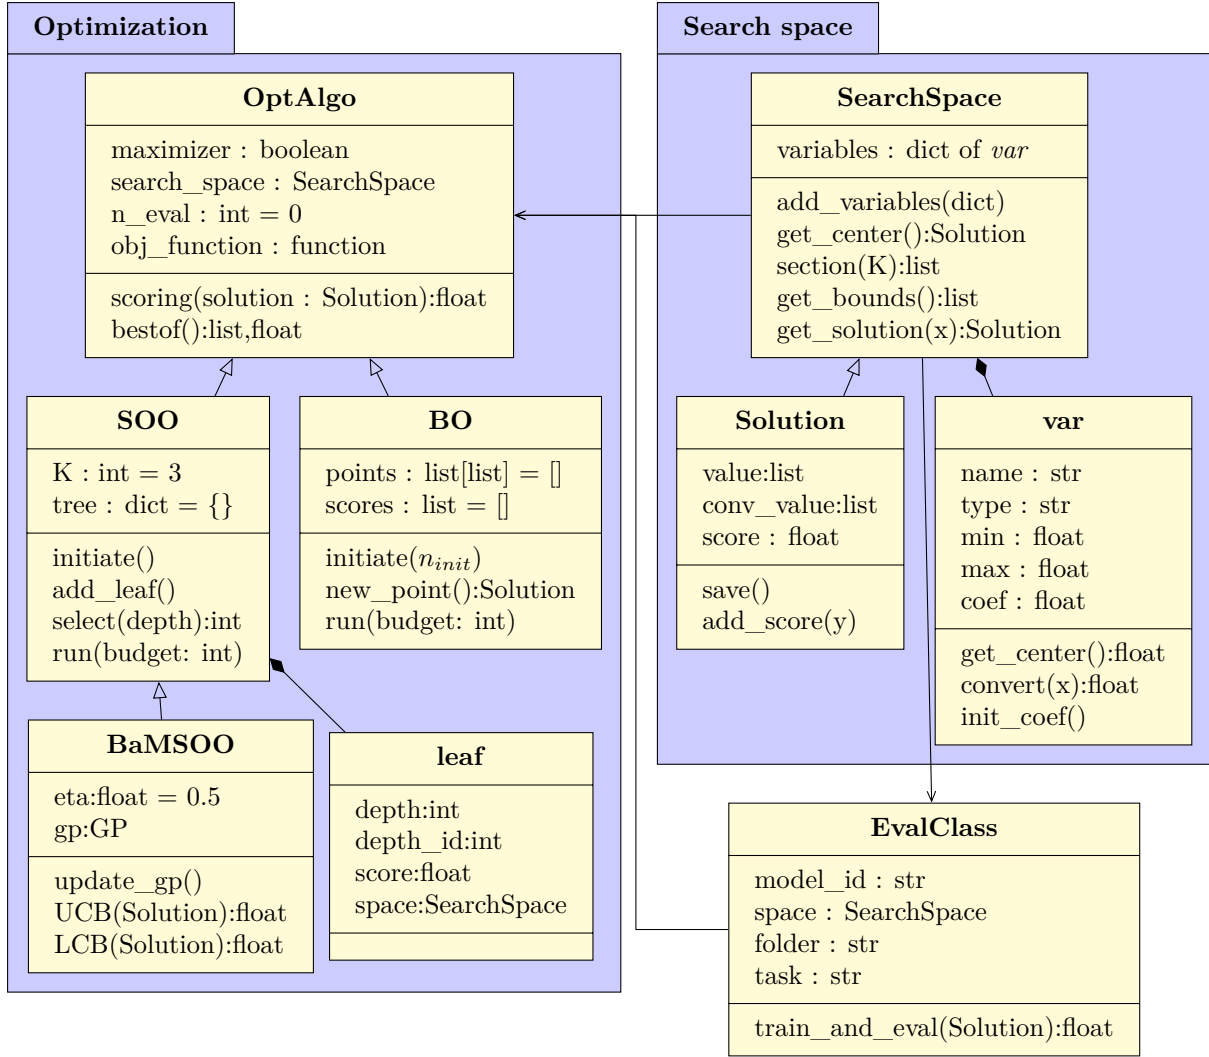 Optimization
OptAlgo
maximizer : boolean
search_space : SearchSpace
n_eval : int = 0
obj_function : function
scoring(solution : Solution):float
bestof():list,float
SOO
K : int = 3
tree : dict = {}
initiate()
add_leaf()
select(depth):int
run(budget: int)
BO
points : list[list] = []
scores : list = []
initiate(n_init)
new_point():Solution
run(budget: int)
BaMSOO
eta:float = 0.5
gp:GP
update_gp()
UCB(Solution):float
LCB(Solution):float
leaf
depth:int
depth_id:int
score:float
space:SearchSpace
Search space
SearchSpace
variables : dict of var
add_variables(dict)
get_center():Solution
section(K):list
get_bounds():list
get_solution(x):Solution
Solution
value:list
conv_value:list
score : float
save()
add_score(y)
var
name : str
type : str
min : float
max : float
coef : float
get_center():float
convert(x):float
init_coef()
EvalClass
model_id : str
space : SearchSpace
folder : str
task : str
train_and_eval(Solution):float